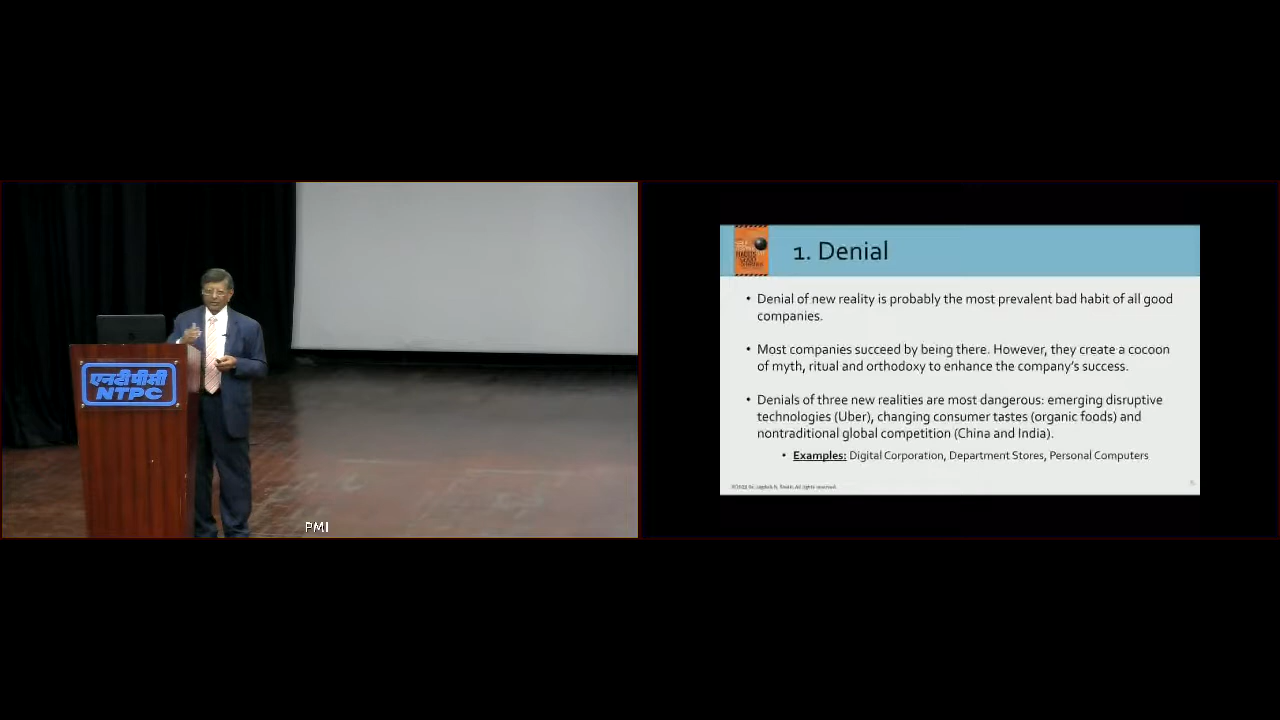 एनटीपीसी
NTPC
PMI
1. Denial
• Denial of new reality is probably the most prevalent bad habit of all good
companies.
• Most companies succeed by being there. However, they create a cocoon
of myth, ritual and orthodoxy to enhance the company's success.
• Denials of three new realities are most dangerous: emerging disruptive
technologies (Uber), changing consumer tastes (organic foods) and
nontraditional global competition (China and India).
• Examples: Digital Corporation, Department Stores, Personal Computers